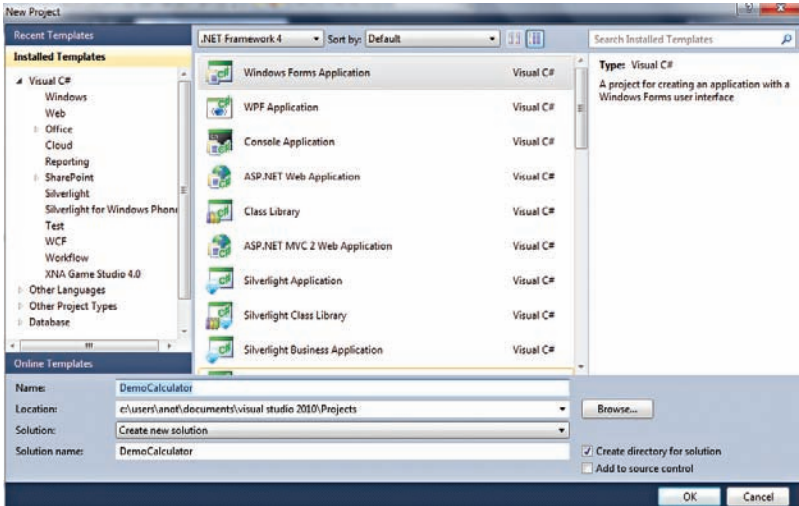 New Project
Recent Templates
Installed Templates
Visual C#
Windows
Web
Office
Cloud
Reporting
SharePoint
Silverlight
Silverlight for Windows Phone
Test
WCF
Workflow
XNA Game Studio 4.0
Other Languages
Other Project Types
Database
Online Templates
.NET Framework 4 Sort by: Default
Windows Forms Application Visual C#
WPF Application Visual C#
Console Application Visual C#
ASP.NET Web Application Visual C#
Class Library Visual C#
ASP.NET MVC 2 Web Application Visual C#
Silverlight Application Visual C#
Silverlight Class Library Visual C#
Silverlight Business Application Visual C#
Search Installed Templates
Type: Visual C#
A project for creating an application with a
Windows Forms user interface
Name: DemoCalculator
Location: c:\users\anot\documents\visual studio 2010\Projects Browse...
Solution: Create new solution
Solution name: DemoCalculator
Create directory for solution
Add to source control
OK Cancel